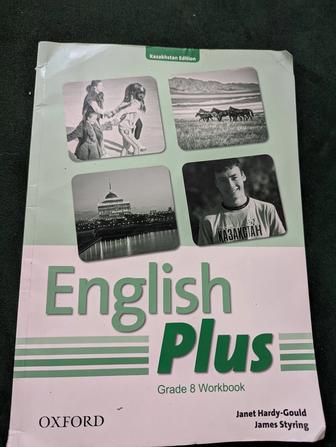 Kazakhstan Edition
ҚАЗАҚСТАН
English
Plus
Grade 8 Workbook
Janet Hardy-Gould
James Styring
OXFORD